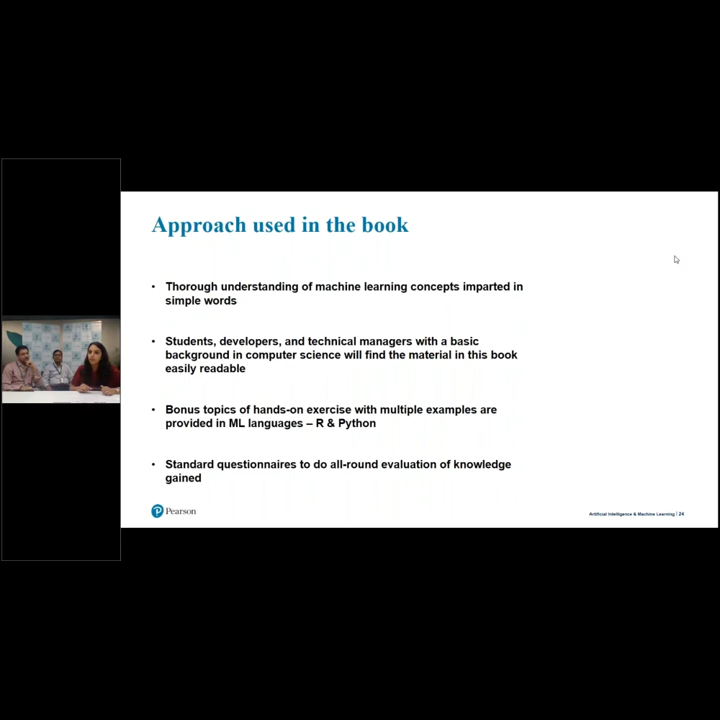 Approach used in the book
• Thorough understanding of machine learning concepts imparted in
simple words
• Students, developers, and technical managers with a basic
background in computer science will find the material in this book
easily readable
• Bonus topics of hands-on exercise with multiple examples are
provided in ML languages – R & Python
• Standard questionnaires to do all-round evaluation of knowledge
gained
P Pearson
Artificial Intelligence & Machine Learning | 24